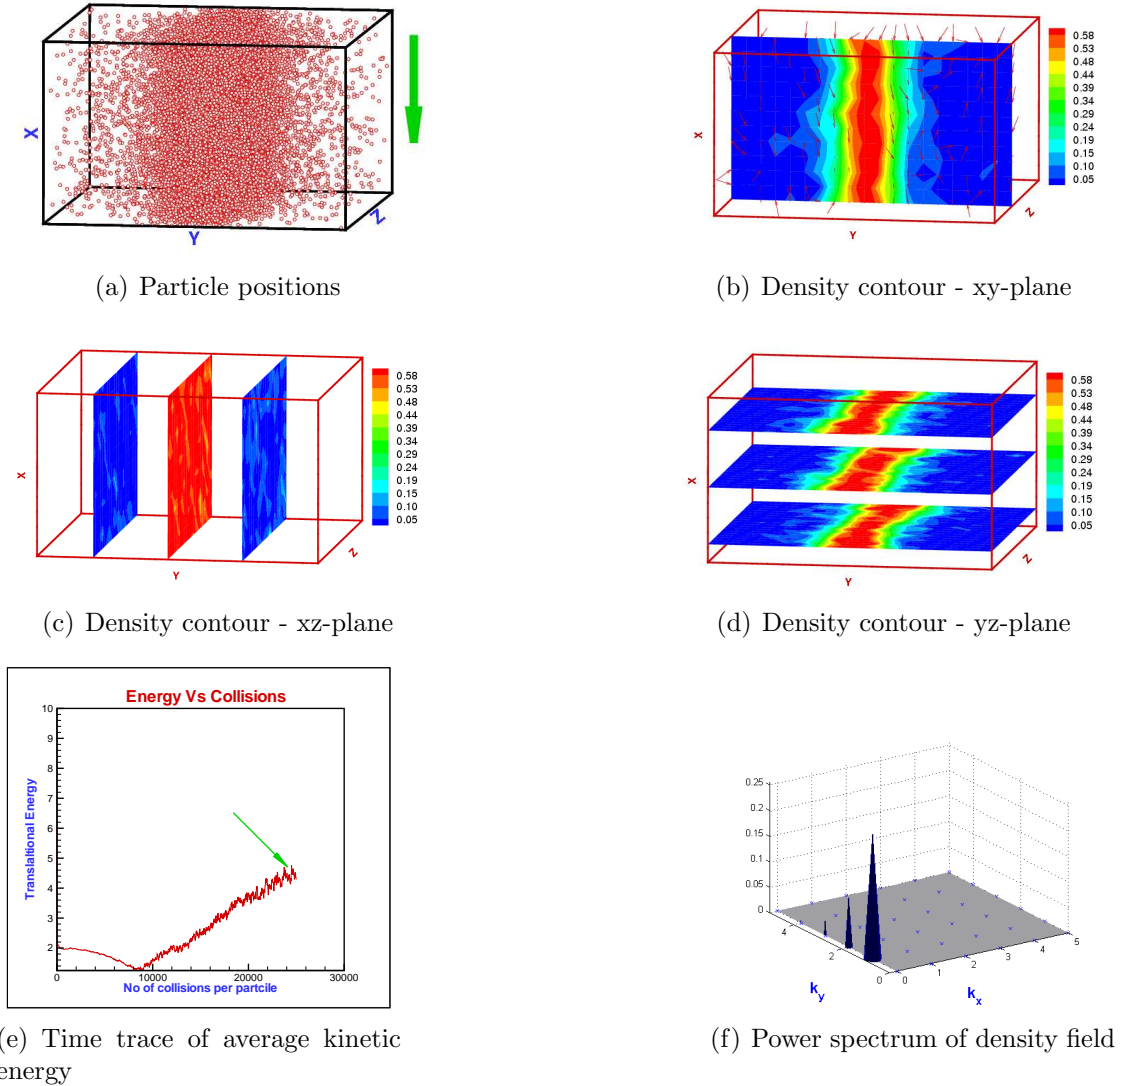 X
Y
Z
(a) Particle positions
X
Y
Z
0.58
0.53
0.48
0.44
0.39
0.34
0.29
0.24
0.19
0.15
0.10
0.05
(b) Density contour - xy-plane
X
Y
Z
0.58
0.53
0.48
0.44
0.39
0.34
0.29
0.24
0.19
0.15
0.10
0.05
(c) Density contour - xz-plane
X
Y
Z
0.58
0.53
0.48
0.44
0.39
0.34
0.29
0.24
0.19
0.15
0.10
0.05
(d) Density contour - yz-plane
Energy Vs Collisions
Translaltional Energy
10
9
8
7
6
5
4
3
2
0 10000 20000 30000
No of collisions per partcile
(e) Time trace of average kinetic
energy
0.25
0.2
0.15
0.1
0.05
0
4
2
0
0 1 2 3 4 5
ky
kx
(f) Power spectrum of density field